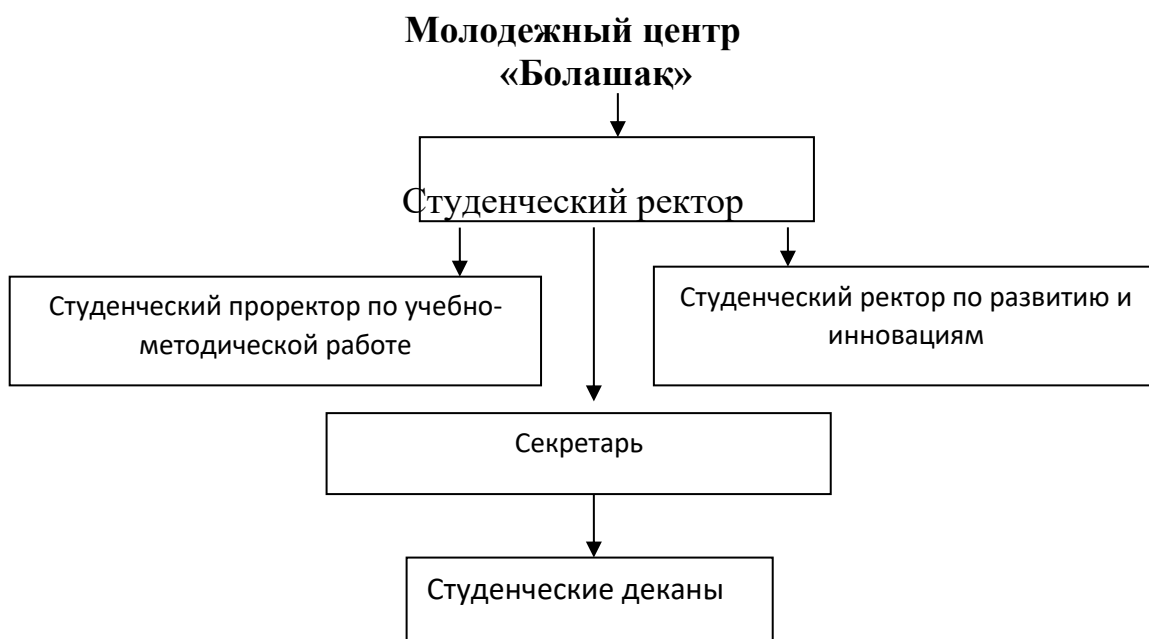 Молодежный центр
«Болашақ»
Студенческий ректор
Студенческий проректор по учебно-
методической работе
Студенческий ректор по развитию и
инновациям
Секретарь
Студенческие деканы